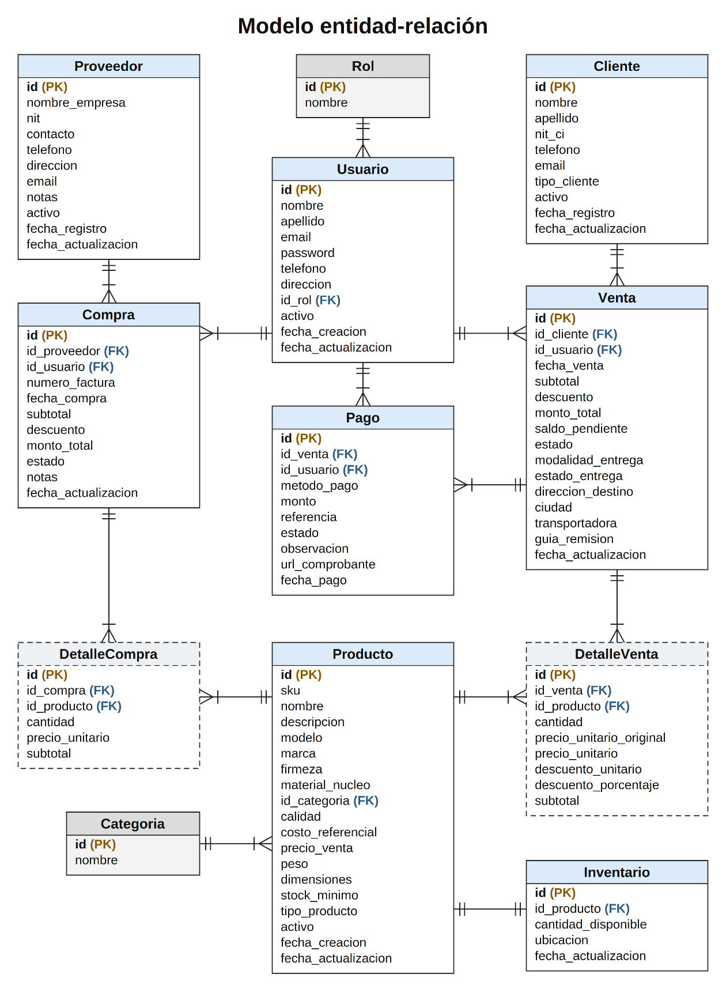 Modelo entidad-relación
Proveedor
id (PK)
nombre_empresa
nit
contacto
telefono
direccion
email
notas
activo
fecha_registro
fecha_actualizacion
Rol
id (PK)
nombre
Cliente
id (PK)
nombre
apellido
nit_ci
telefono
email
tipo_cliente
activo
fecha_registro
fecha_actualizacion
Usuario
id (PK)
nombre
apellido
email
password
telefono
direccion
id_rol (FK)
activo
fecha_creacion
fecha_actualizacion
Compra
id (PK)
id_proveedor (FK)
id_usuario (FK)
numero_factura
fecha_compra
subtotal
descuento
monto_total
estado
notas
fecha_actualizacion
Venta
id (PK)
id_cliente (FK)
id_usuario (FK)
fecha_venta
subtotal
descuento
monto_total
saldo_pendiente
estado
modalidad_entrega
estado_entrega
direccion_destino
ciudad
transportadora
guia_remision
fecha_actualizacion
Pago
id (PK)
id_venta (FK)
id_usuario (FK)
metodo_pago
monto
referencia
estado
observacion
url_comprobante
fecha_pago
DetalleCompra
id (PK)
id_compra (FK)
id_producto (FK)
cantidad
precio_unitario
subtotal
Producto
id (PK)
sku
nombre
descripcion
modelo
marca
firmeza
material_nucleo
id_categoria (FK)
calidad
costo_referencial
precio_venta
peso
dimensiones
stock_minimo
tipo_producto
activo
fecha_creacion
fecha_actualizacion
DetalleVenta
id (PK)
id_venta (FK)
id_producto (FK)
cantidad
precio_unitario_original
precio_unitario
descuento_unitario
descuento_porcentaje
subtotal
Categoria
id (PK)
nombre
Inventario
id (PK)
id_producto (FK)
cantidad_disponible
ubicacion
fecha_actualizacion